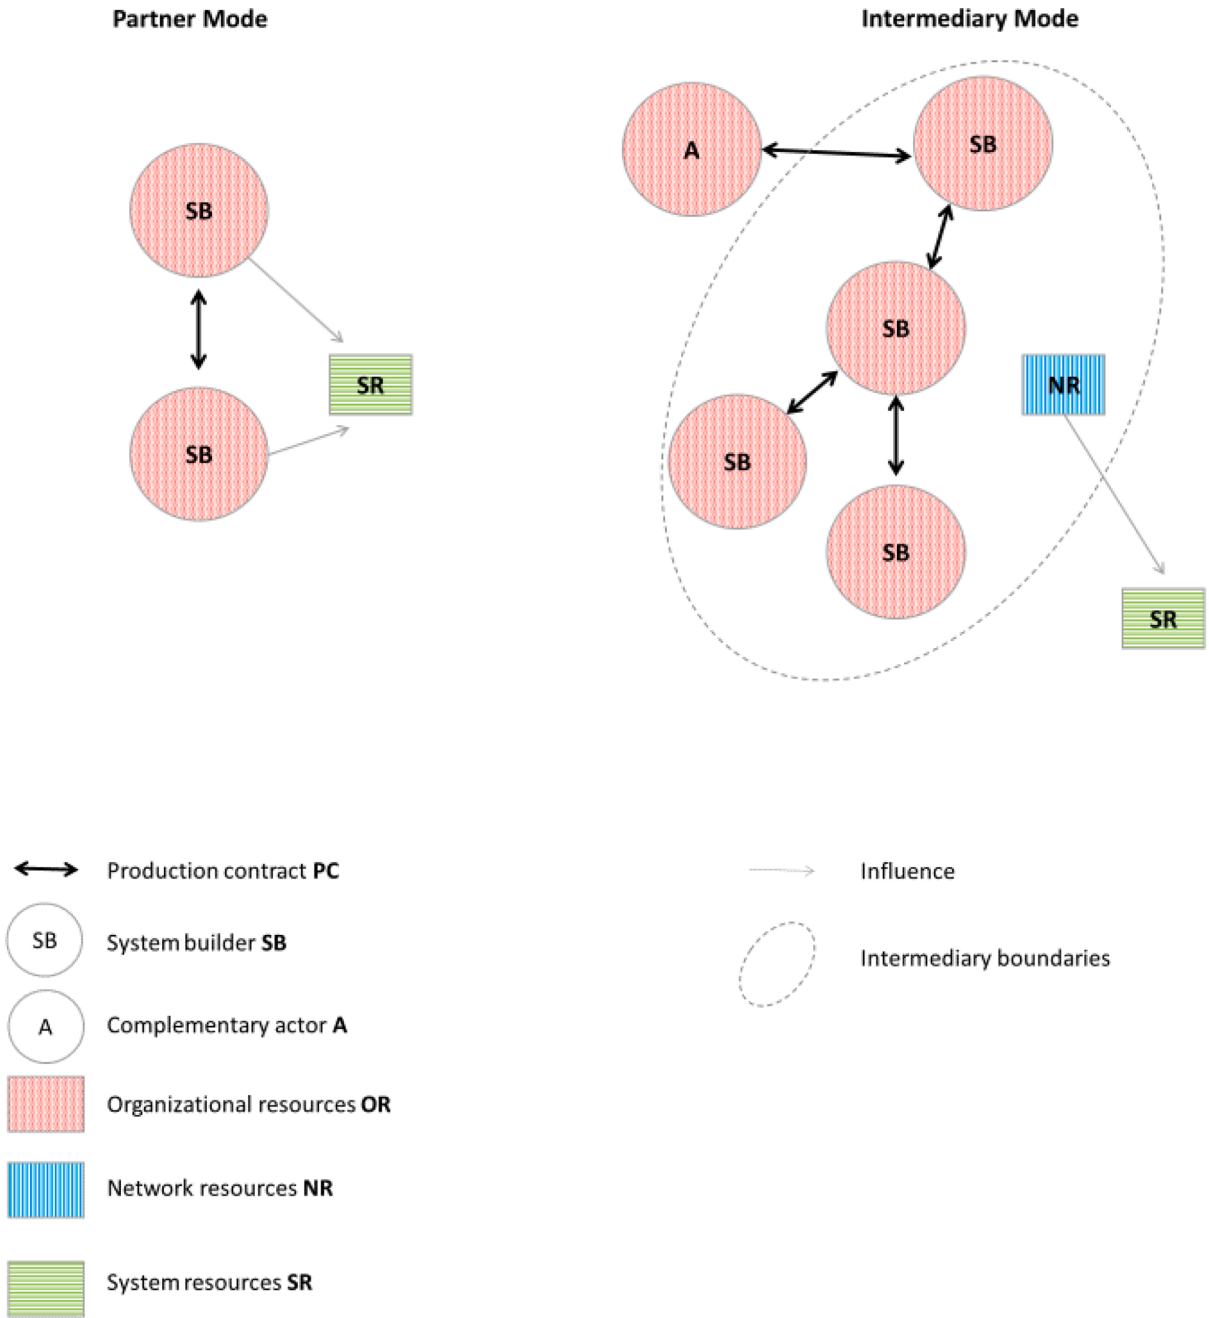 Partner Mode
Intermediary Mode
SB
A
SB
SB
SR
NR
SB
SB
SB
SR
Production contract PC
Influence
SB
System builder SB
Intermediary boundaries
A
Complementary actor A
Organizational resources OR
Network resources NR
System resources SR